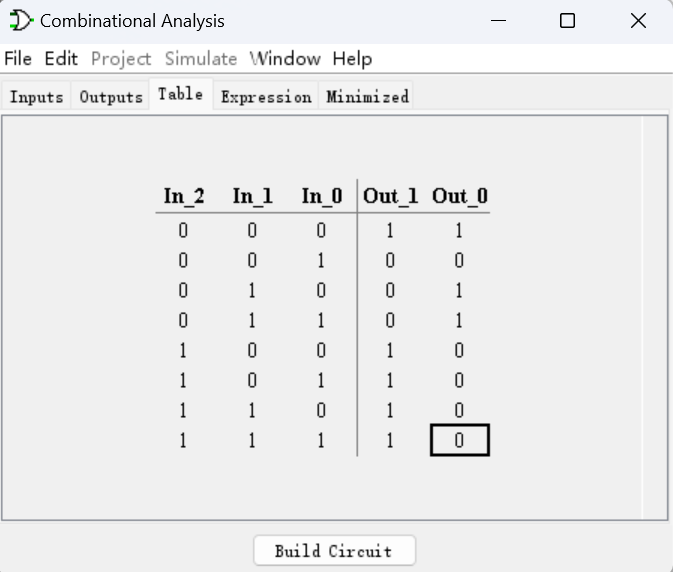 Combinational Analysis
File Edit Project Simulate Window Help
Inputs Outputs Table Expression Minimized
In_2 In_1 In_0 Out_1 Out_0
0 0 0 1 1
0 0 1 0 0
0 1 0 0 1
0 1 1 0 1
1 0 0 1 0
1 0 1 1 0
1 1 0 1 0
1 1 1 1 0
Build Circuit